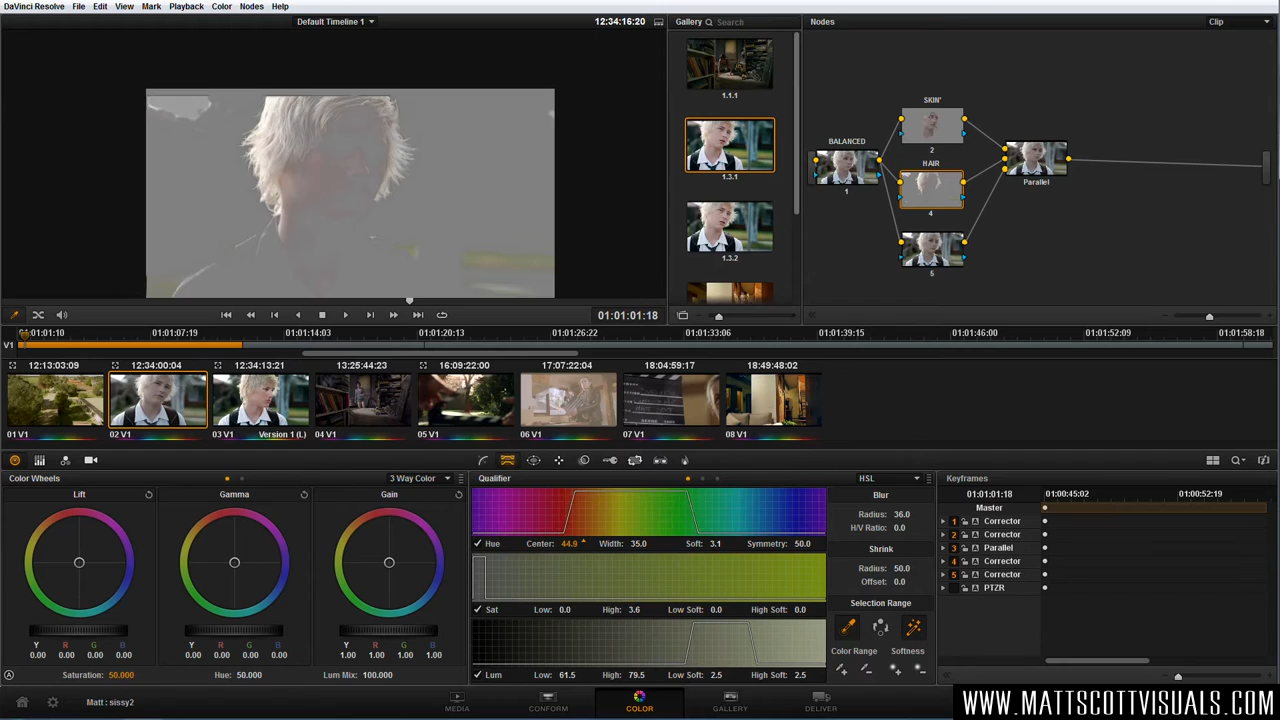 DaVinci Resolve File Edit View Mark Playback Color Nodes Help
Default Timeline 1 12:34:16:20 Gallery Search Nodes Clip
1.1.1
1.3.1
1.3.2
SKIN'
2
BALANCED
1
HAIR
4
Parallel
5
01:01:01:18
01:01:01:10 01:01:07:19 01:01:14:03 01:01:20:13 01:01:26:22 01:01:33:06 01:01:39:15 01:01:46:00 01:01:52:09 01:01:58:18
V1
12:13:03:09 12:34:00:04 12:34:13:21 13:25:44:23 16:09:22:00 17:07:22:04 18:04:59:17 18:49:48:02
01 V1 02 V1 03 V1 Version 1 (L) 04 V1 05 V1 06 V1 07 V1 08 V1
Color Wheels 3 Way Color
Lift Gamma Gain
Y R G B Y R G B Y R G B
0.00 0.00 0.00 0.00 0.00 0.00 0.00 0.00 1.00 1.00 1.00 1.00
Saturation: 50.000 Hue: 50.000 Lum Mix: 100.000
Qualifier HSL
Hue Center: 44.9 Width: 35.0 Soft: 3.1 Symmetry: 50.0
Sat Low: 0.0 High: 3.6 Low Soft: 0.0 High Soft: 0.0
Lum Low: 61.5 High: 79.5 Low Soft: 2.5 High Soft: 2.5
Blur
Radius: 36.0
H/V Ratio: 0.0
Shrink
Radius: 50.0
Offset: 0.0
Selection Range
Color Range Softness
Keyframes
01:01:01:18 01:00:45:02 01:00:52:19
Master
1 Corrector
2 Corrector
3 Parallel
4 Corrector
5 Corrector
PTZR
Matt : sissy2
MEDIA CONFORM COLOR GALLERY DELIVER
WWW.MATTSCOTTVISUALS.COM